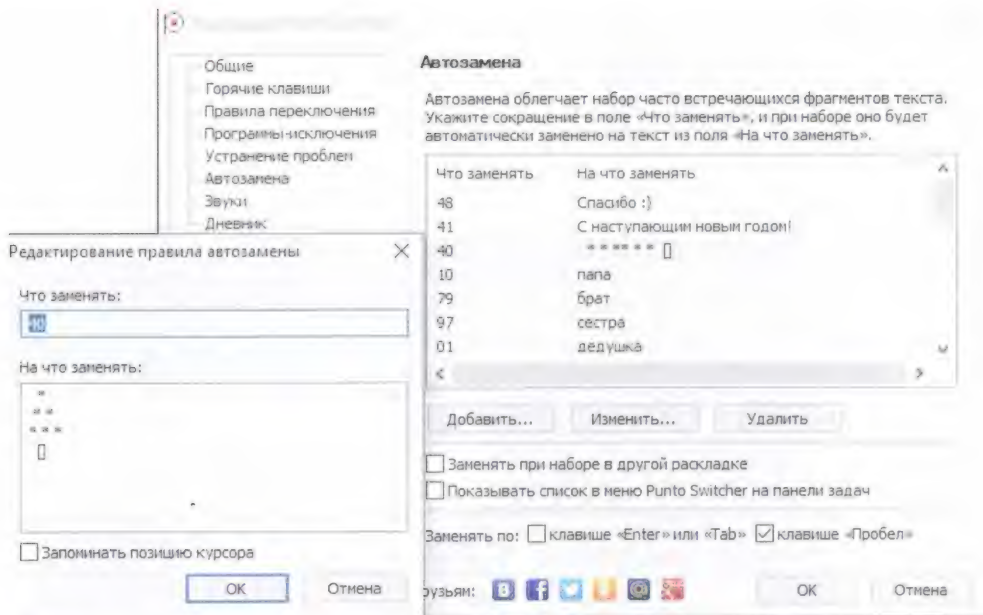 Общие
Горячие клавиши
Правила переключения
Программы-исключения
Устранение проблем
Автозамена
Звуки
Дневник
Автозамена
Автозамена облегчает набор часто встречающихся фрагментов текста.
Укажите сокращение в поле «Что заменять», и при наборе оно будет
автоматически заменено на текст из поля «На что заменять».
Что заменять На что заменять
48 Спасибо :)
41 С наступающим новым годом!
40 * * * * * * []
10 папа
79 брат
97 сестра
01 дедушка
Добавить... Изменить... Удалить
Заменять при наборе в другой раскладке
Показывать список в меню Punto Switcher на панели задач
Заменять по: клавише «Enter» или «Tab» клавише «Пробел»
рузьям:
ОК Отмена
Редактирование правила автозамены
Что заменять:
40
На что заменять:
*
* *
* * *
[]
Запоминать позицию курсора
ОК Отмена